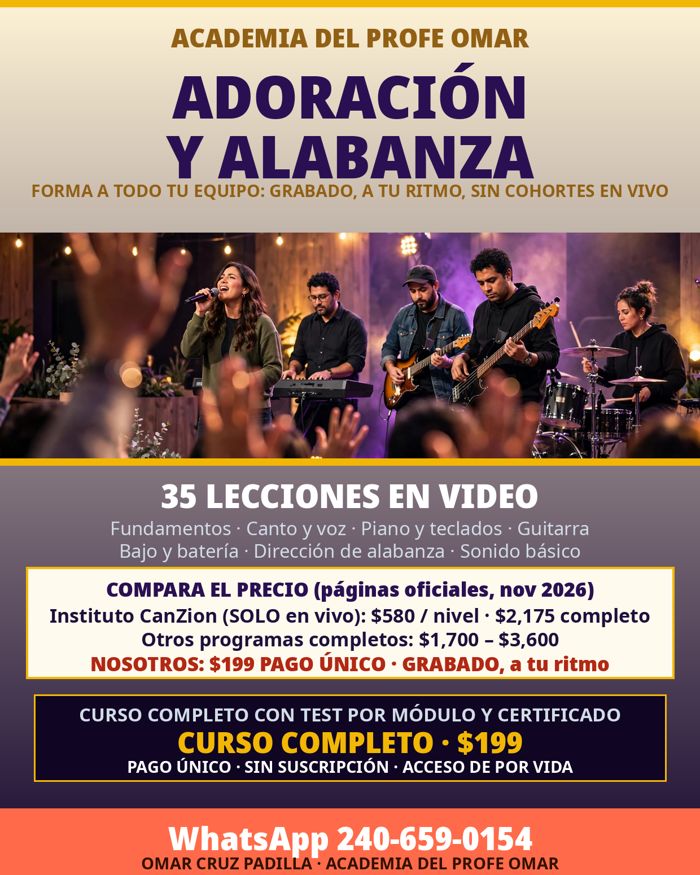 ACADEMIA DEL PROFE OMAR
ADORACIÓN
Y ALABANZA
FORMA A TODO TU EQUIPO: GRABADO, A TU RITMO, SIN COHORTES EN VIVO
35 LECCIONES EN VIDEO
Fundamentos · Canto y voz · Piano y teclados · Guitarra
Bajo y batería · Dirección de alabanza · Sonido básico
COMPARA EL PRECIO (páginas oficiales, nov 2026)
Instituto CanZion (SOLO en vivo): $580 / nivel · $2,175 completo
Otros programas completos: $1,700 – $3,600
NOSOTROS: $199 PAGO ÚNICO · GRABADO, a tu ritmo
CURSO COMPLETO CON TEST POR MÓDULO Y CERTIFICADO
CURSO COMPLETO · $199
PAGO ÚNICO · SIN SUSCRIPCIÓN · ACCESO DE POR VIDA
WhatsApp 240-659-0154
OMAR CRUZ PADILLA · ACADEMIA DEL PROFE OMAR